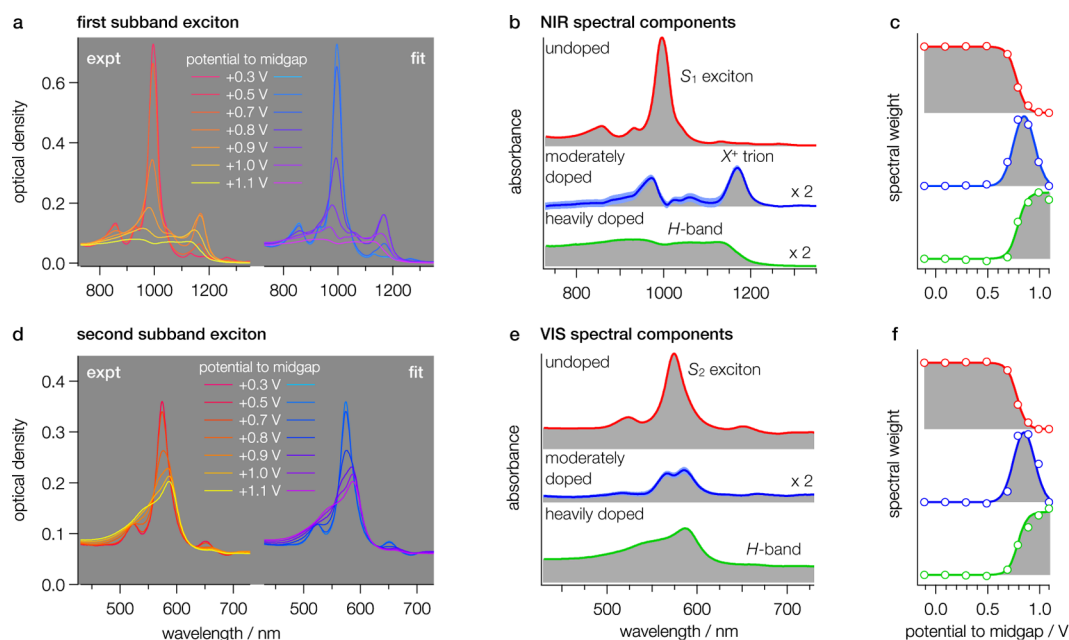 a first subband exciton
expt
potential to midgap
fit
+0.3 V
+0.5 V
+0.7 V
+0.8 V
+0.9 V
+1.0 V
+1.1 V
optical density
0.6
0.4
0.2
0.0
800 1000 1200 800 1000 1200
b NIR spectral components
undoped
S1 exciton
moderately
doped
X+ trion
x 2
heavily doped
H-band
x 2
absorbance
800 1000 1200
c
spectral weight
0.0 0.5 1.0
d second subband exciton
expt
potential to midgap
fit
+0.3 V
+0.5 V
+0.7 V
+0.8 V
+0.9 V
+1.0 V
+1.1 V
optical density
0.4
0.3
0.2
0.1
0.0
500 600 700 500 600 700
wavelength / nm
e VIS spectral components
undoped
S2 exciton
moderately
doped
x 2
heavily doped
H-band
absorbance
500 600 700
wavelength / nm
f
spectral weight
0.0 0.5 1.0
potential to midgap / V